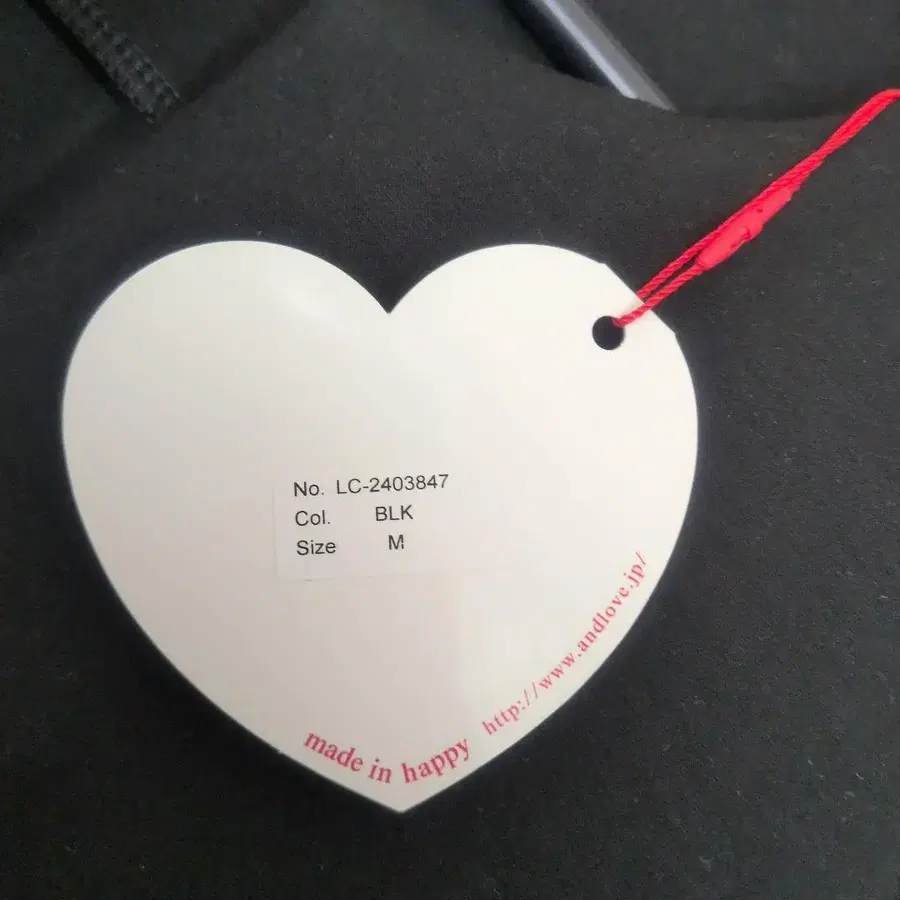 No. LC-2403847
Col. BLK
Size M
made in happy http://www.andlove.jp/